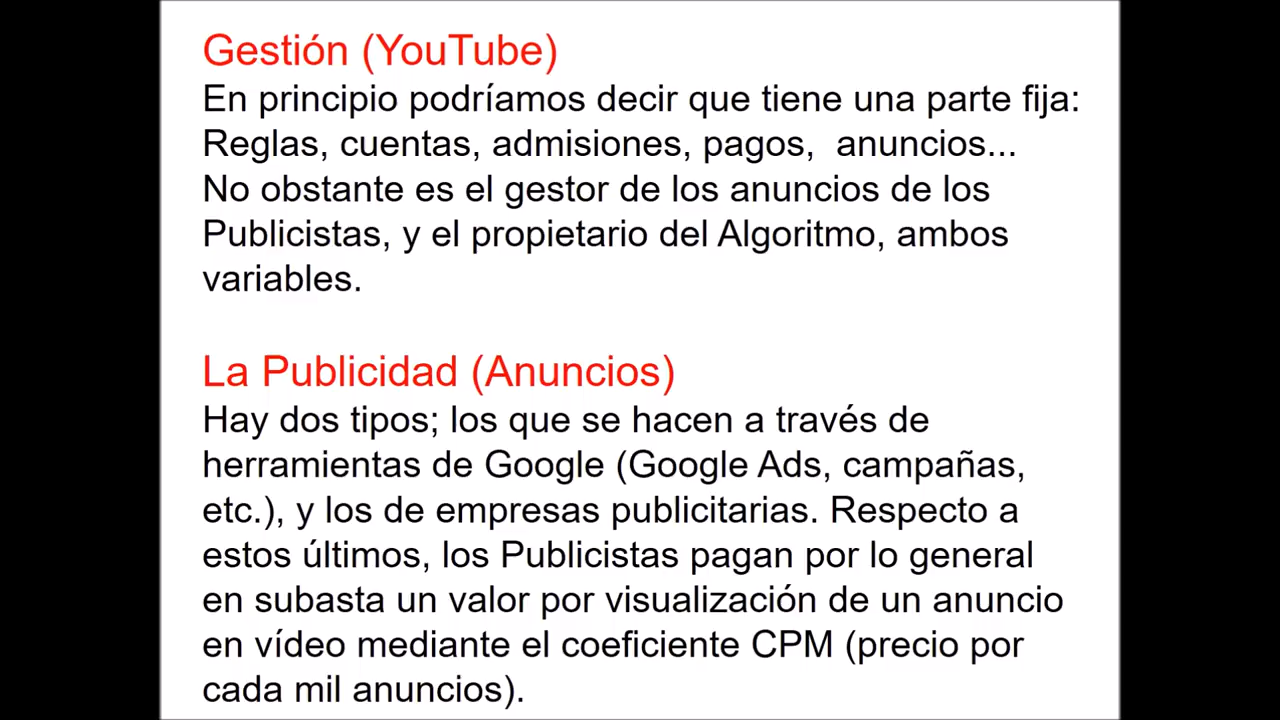 Gestión (YouTube)
En principio podríamos decir que tiene una parte fija:
Reglas, cuentas, admisiones, pagos,  anuncios...
No obstante es el gestor de los anuncios de los
Publicistas, y el propietario del Algoritmo, ambos
variables.
La Publicidad (Anuncios)
Hay dos tipos; los que se hacen a través de
herramientas de Google (Google Ads, campañas,
etc.), y los de empresas publicitarias. Respecto a
estos últimos, los Publicistas pagan por lo general
en subasta un valor por visualización de un anuncio
en vídeo mediante el coeficiente CPM (precio por
cada mil anuncios).